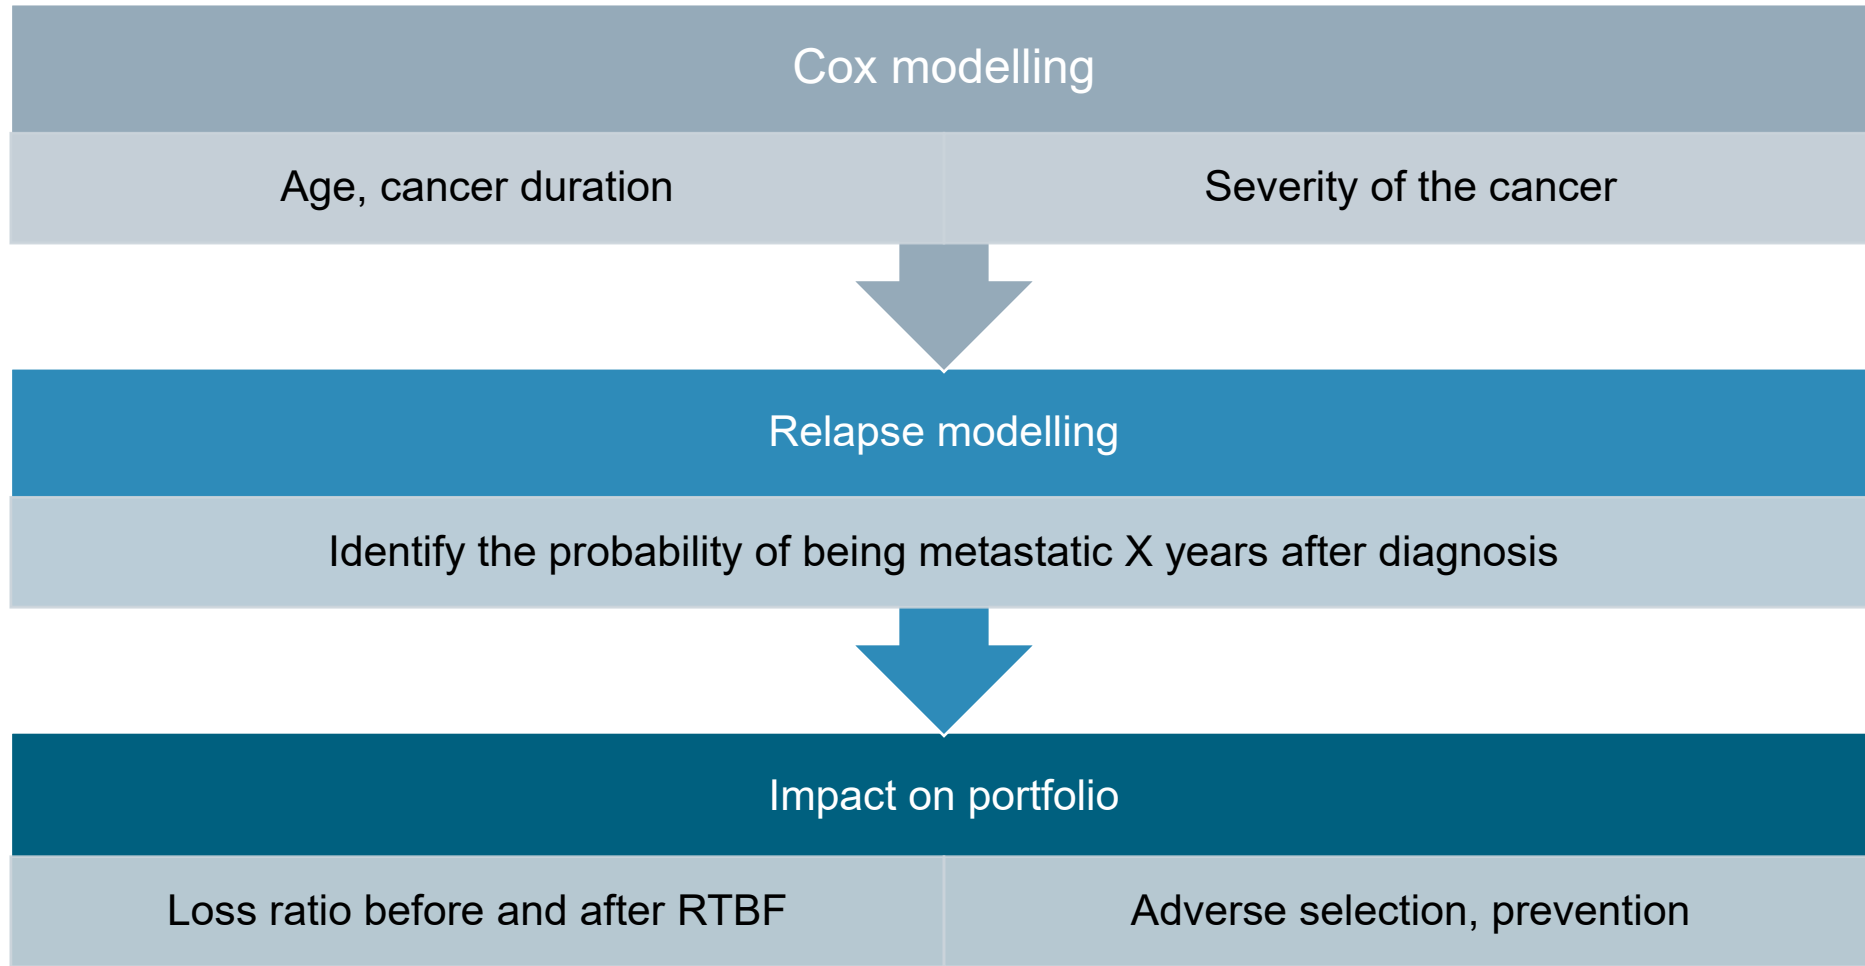 Cox modelling
Age, cancer duration
Severity of the cancer
Relapse modelling
Identify the probability of being metastatic X years after diagnosis
Impact on portfolio
Loss ratio before and after RTBF
Adverse selection, prevention